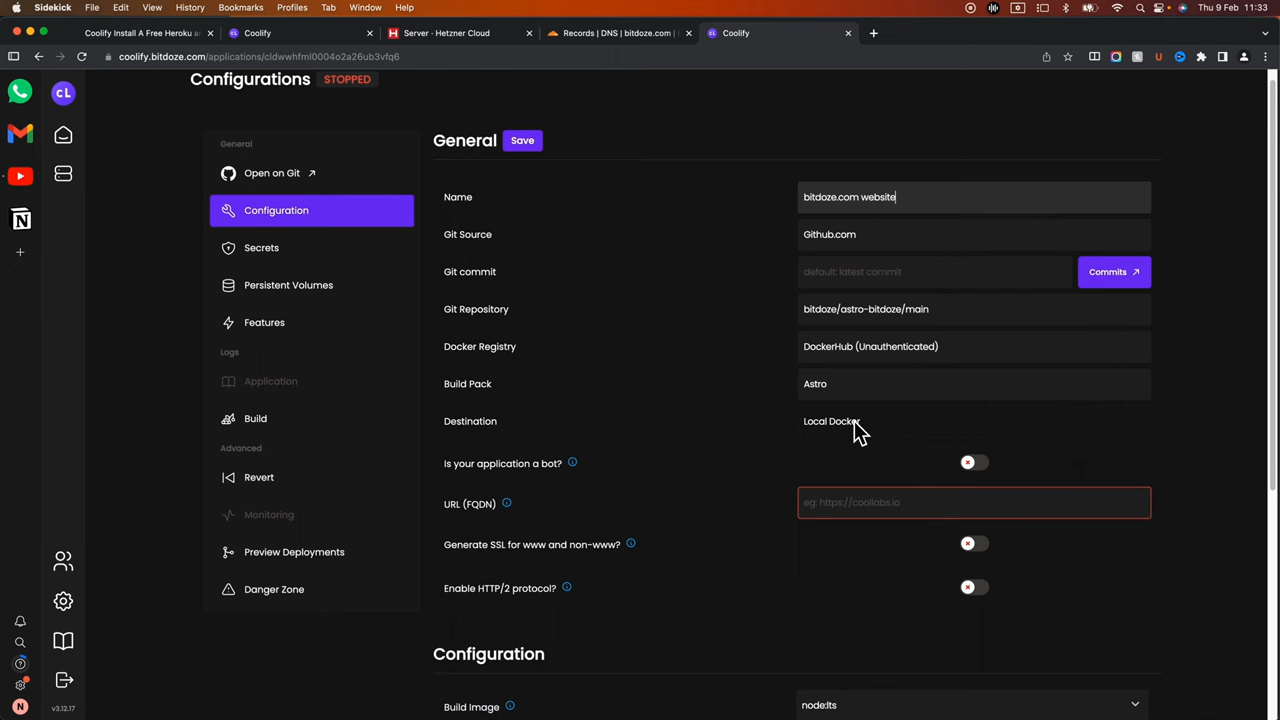 Sidekick File Edit View History Bookmarks Profiles Tab Window Help Thu 9 Feb 11:33
Coolify Install A Free Heroku an
Coolify
Server - Hetzner Cloud
Records | DNS | bitdoze.com |
Coolify
coolify.bitdoze.com/applications/cldwwhfml0004o2a26ub3vfq6
CL
Configurations STOPPED
General
Open on Git
Configuration
Secrets
Persistent Volumes
Features
Logs
Application
Build
Advanced
Revert
Monitoring
Preview Deployments
Danger Zone
v3.12.17
N
General Save
Name bitdoze.com website
Git Source Github.com
Git commit default: latest commit Commits
Git Repository bitdoze/astro-bitdoze/main
Docker Registry DockerHub (Unauthenticated)
Build Pack Astro
Destination Local Docker
Is your application a bot?
URL (FQDN) eg: https://coollabs.io
Generate SSL for www and non-www?
Enable HTTP/2 protocol?
Configuration
Build Image node:lts